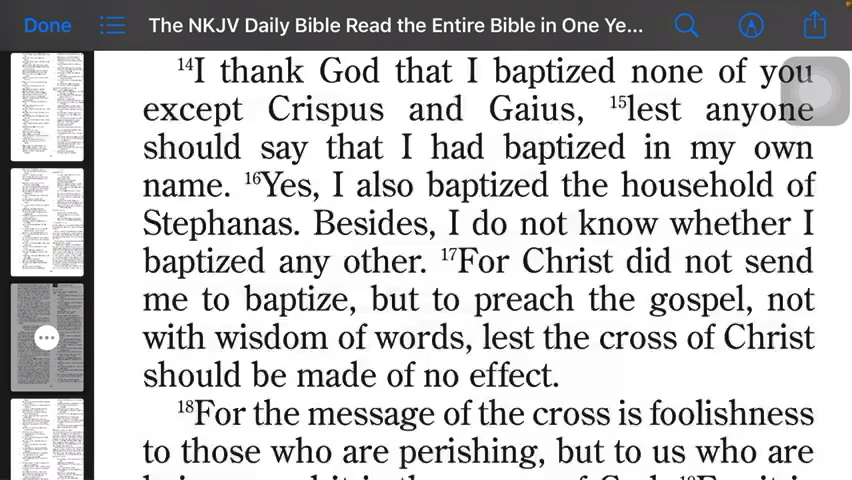 Done
The NKJV Daily Bible Read the Entire Bible in One Ye...
¹⁴I thank God that I baptized none of you
except Crispus and Gaius, ¹⁵lest anyone
should say that I had baptized in my own
name. ¹⁶Yes, I also baptized the household of
Stephanas. Besides, I do not know whether I
baptized any other. ¹⁷For Christ did not send
me to baptize, but to preach the gospel, not
with wisdom of words, lest the cross of Christ
should be made of no effect.
¹⁸For the message of the cross is foolishness
to those who are perishing, but to us who are